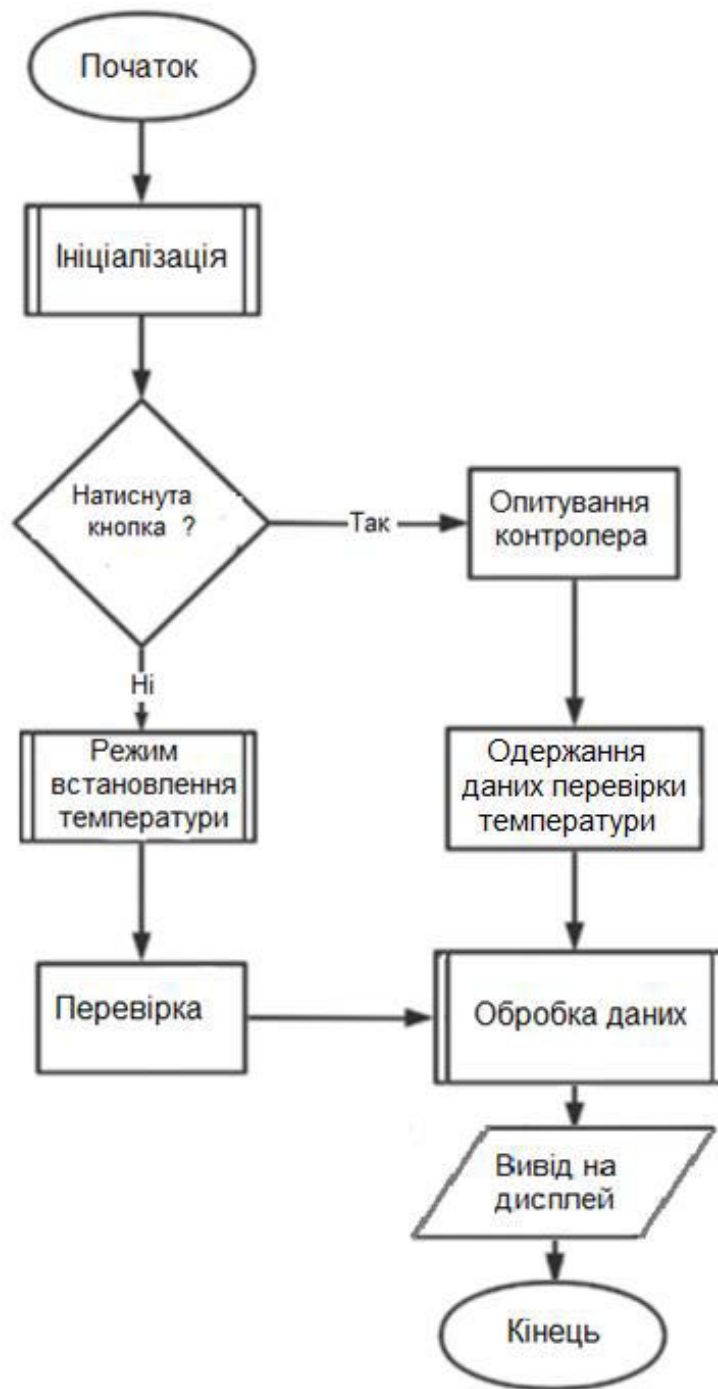 Початок
Ініціалізація
Натиснута
кнопка ?
Так
Опитування
контролера
Ні
Режим
встановлення
температури
Одержання
даних перевірки
температури
Перевірка
Обробка даних
Вивід на
дисплей
Кінець